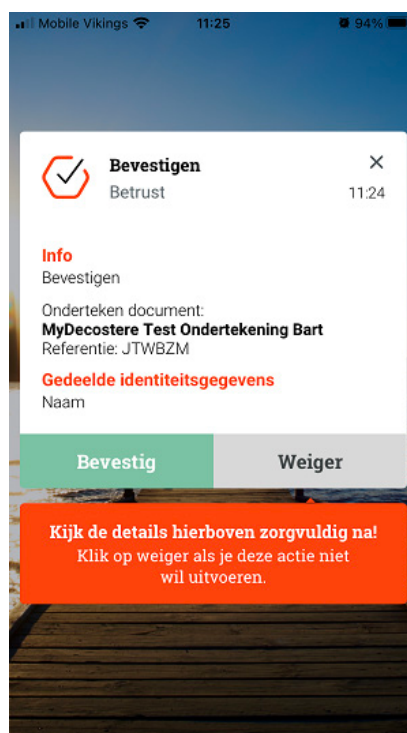 Mobile Vikings 11:25 94%
Bevestigen
Betrust 11:24
Info
Bevestigen
Onderteken document:
MyDecostere Test Ondertekening Bart
Referentie: JTWBZM
Gedeelde identiteitsgegevens
Naam
Bevestig Weiger
Kijk de details hierboven zorgvuldig na!
Klik op weiger als je deze actie niet
wil uitvoeren.